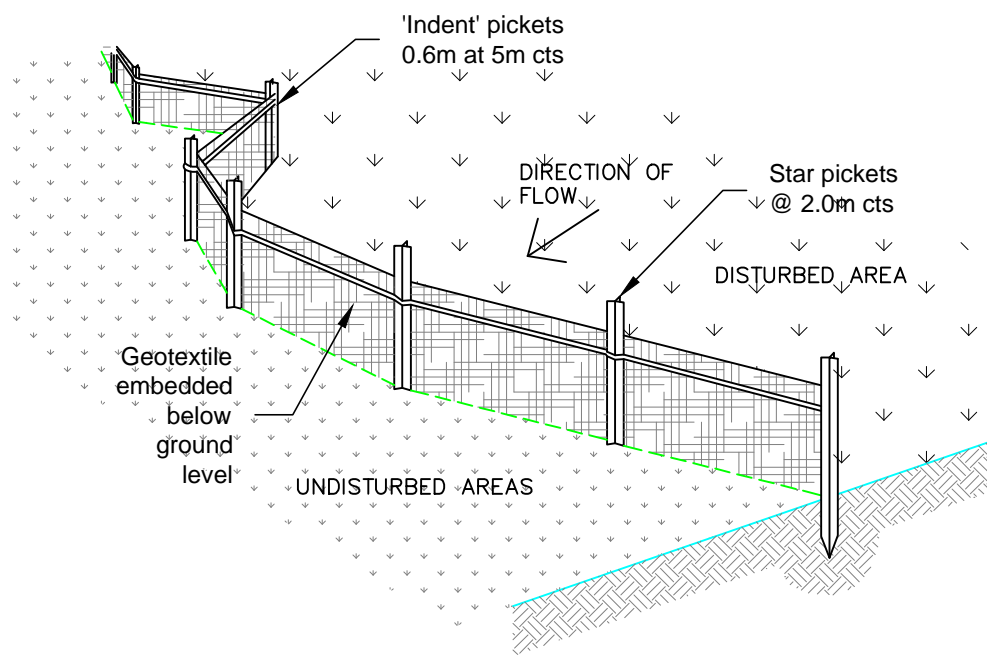 'Indent' pickets
0.6m at 5m cts
DIRECTION OF
FLOW
Star pickets
@ 2.0m cts
DISTURBED AREA
Geotextile
embedded
below
ground
level
UNDISTURBED AREAS